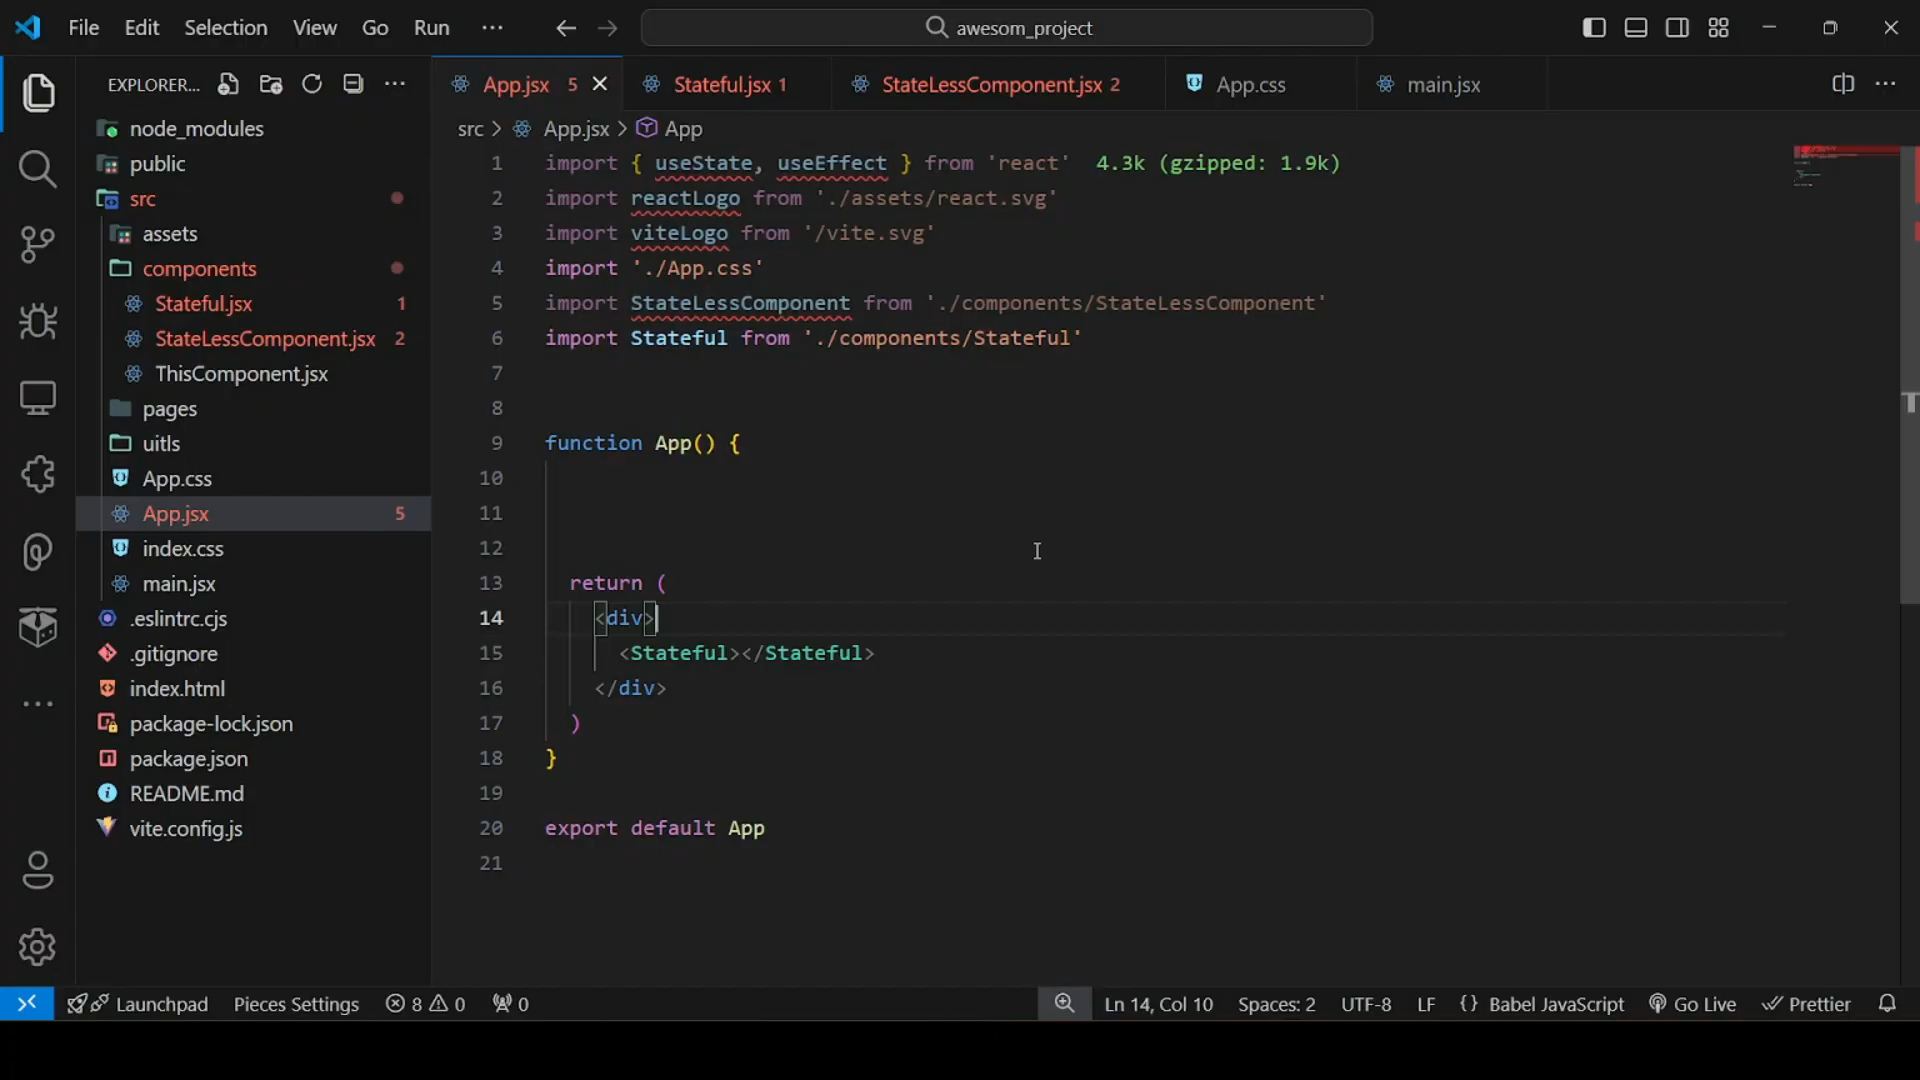 File Edit Selection View Go Run ··· ← → awesom_project
EXPLORER... ···
App.jsx 5
Stateful.jsx 1
StateLessComponent.jsx 2
App.css
main.jsx
node_modules
public
src
assets
components
Stateful.jsx 1
StateLessComponent.jsx 2
ThisComponent.jsx
pages
uitls
App.css
App.jsx 5
index.css
main.jsx
.eslintrc.cjs
.gitignore
index.html
package-lock.json
package.json
README.md
vite.config.js
src > App.jsx > App
1 import { useState, useEffect } from 'react' 4.3k (gzipped: 1.9k)
2 import reactLogo from './assets/react.svg'
3 import viteLogo from '/vite.svg'
4 import './App.css'
5 import StateLessComponent from './components/StateLessComponent'
6 import Stateful from './components/Stateful'
7
8
9 function App() {
10
11
12
13 return (
14 <div>
15 <Stateful></Stateful>
16 </div>
17 )
18 }
19
20 export default App
21
Launchpad Pieces Settings 8 0 0 Ln 14, Col 10 Spaces: 2 UTF-8 LF {} Babel JavaScript Go Live Prettier